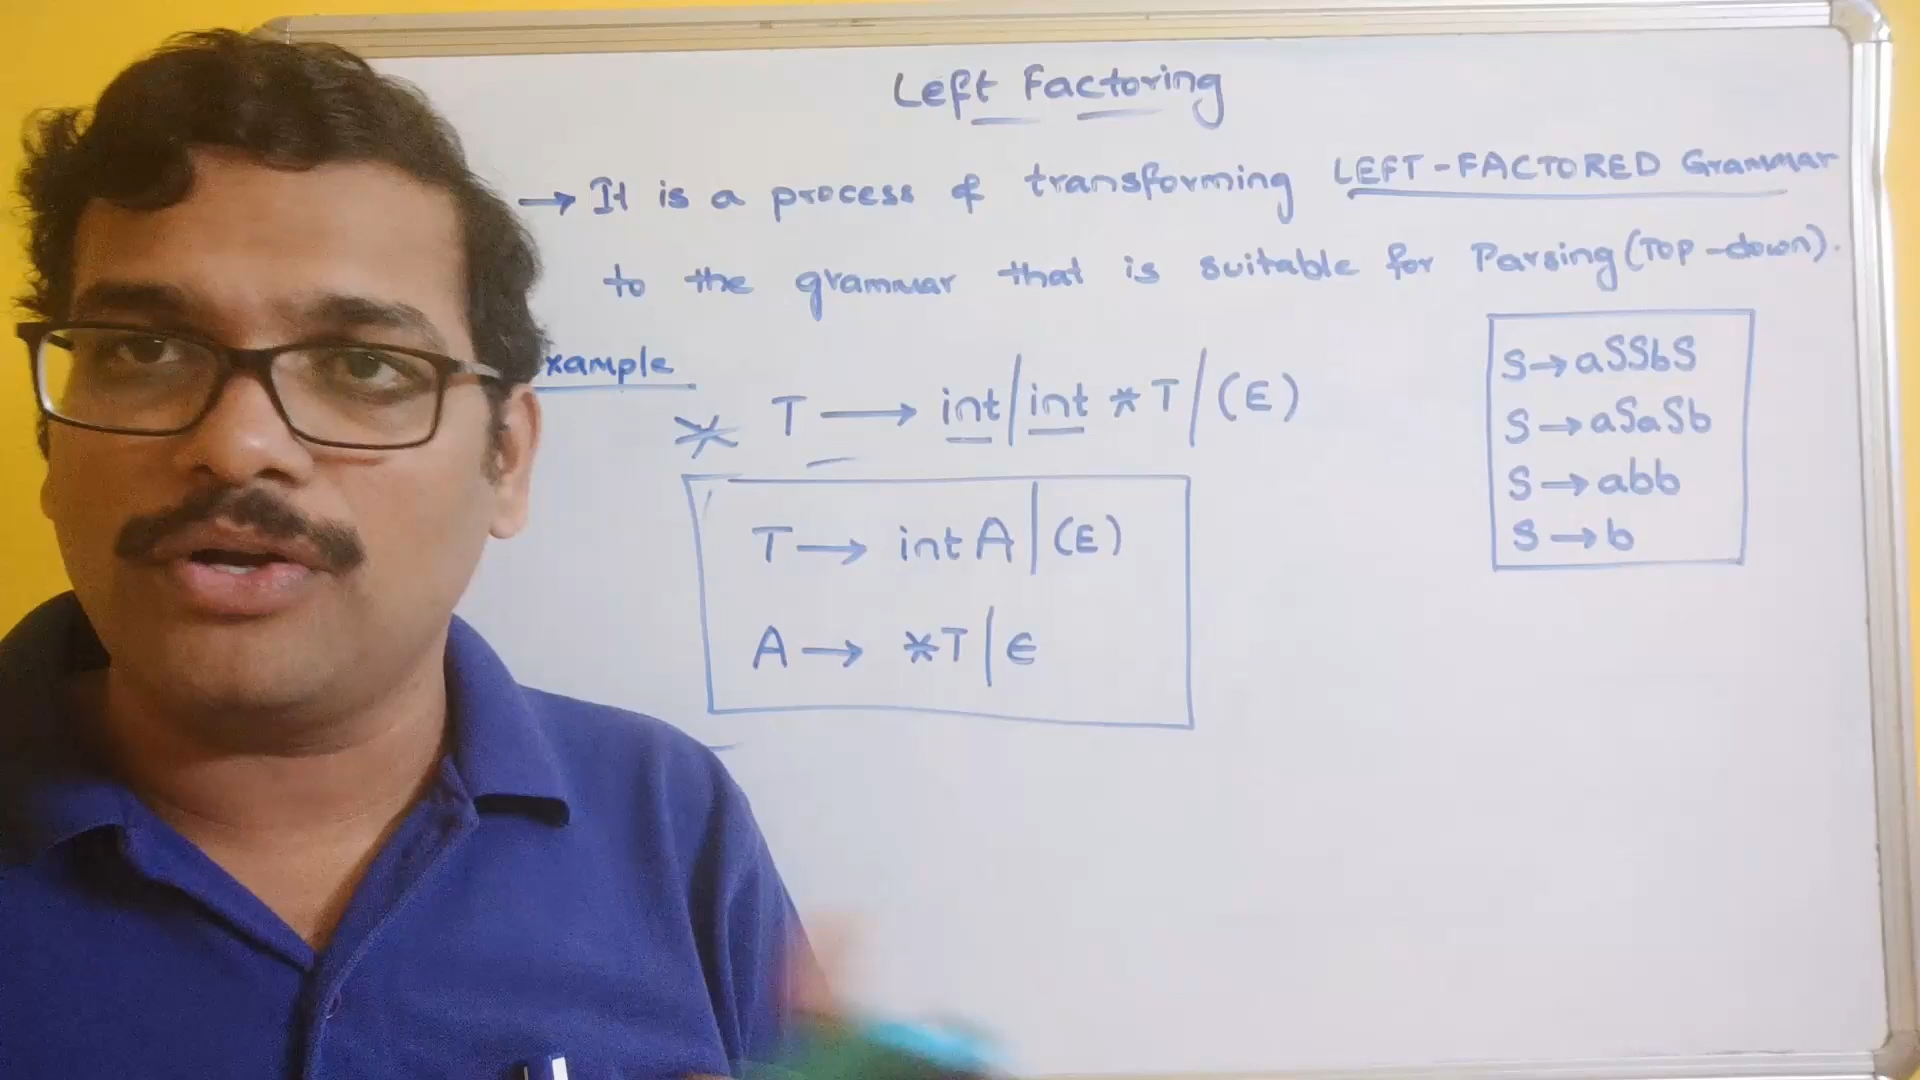 Left Factoring
→ It is a process of transforming LEFT-FACTORED Grammar
to the grammar that is suitable for Parsing (Top-down).
xample
* T → int | int * T | (E)
T → int A | (E)
A → *T | ϵ
S → aSSbS
S → aSaSb
S → abb
S → b